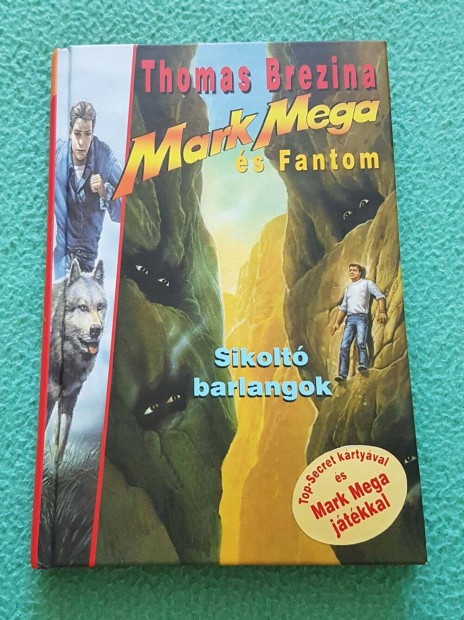 Thomas Brezina
Mark Mega
és Fantom
Sikoltó
barlangok
Top-Secret kártyával
és
Mark Mega
játékkal